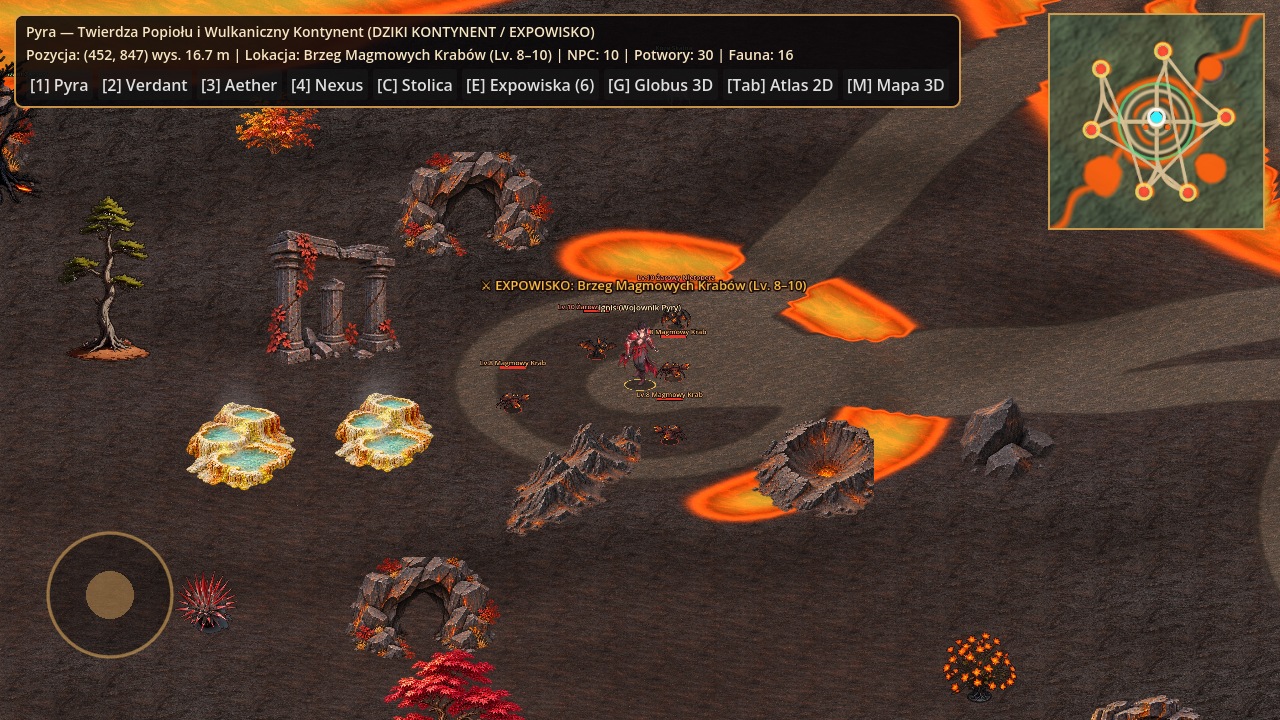 Pyra — Twierdza Popiołu i Wulkaniczny Kontynent (DZIKI KONTYNENT / EXPOWISKO)
Pozycja: (452, 847) wys. 16.7 m | Lokacja: Brzeg Magmowych Krabów (Lv. 8–10) | NPC: 10 | Potwory: 30 | Fauna: 16
[1] Pyra [2] Verdant [3] Aether [4] Nexus [C] Stolica [E] Expowiska (6) [G] Globus 3D [Tab] Atlas 2D [M] Mapa 3D
⚔ EXPOWISKO: Brzeg Magmowych Krabów (Lv. 8–10)
Ignis (Wojownik Pyry)
Magmowy Krab
Lv.8 Magmowy Krab
Lv.8 Magmowy Krab